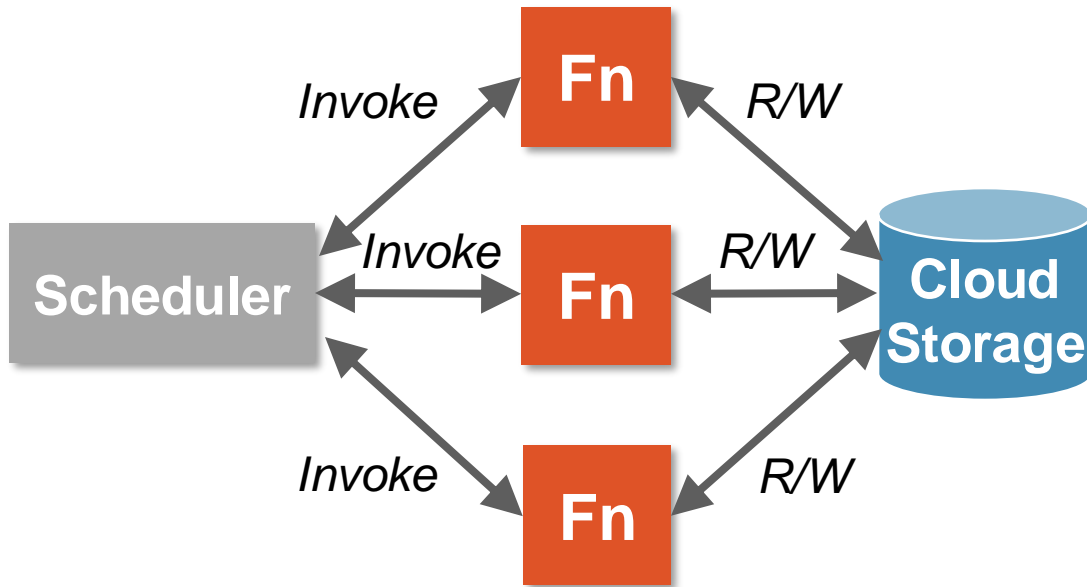 Fn
Invoke
R/W
Scheduler
Invoke
Fn
R/W
Cloud
Storage
Invoke
Fn
R/W